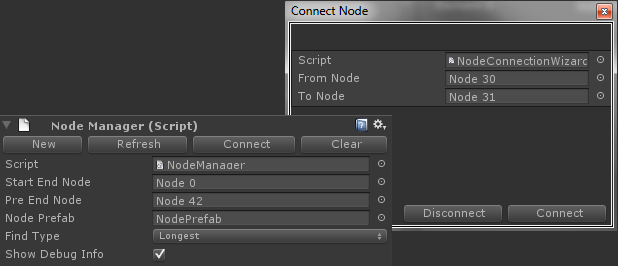 Connect Node
Script NodeConnectionWizard
From Node Node 30
To Node Node 31
Disconnect Connect
Node Manager (Script)
New Refresh Connect Clear
Script NodeManager
Start End Node Node 0
Pre End Node Node 42
Node Prefab NodePrefab
Find Type Longest
Show Debug Info